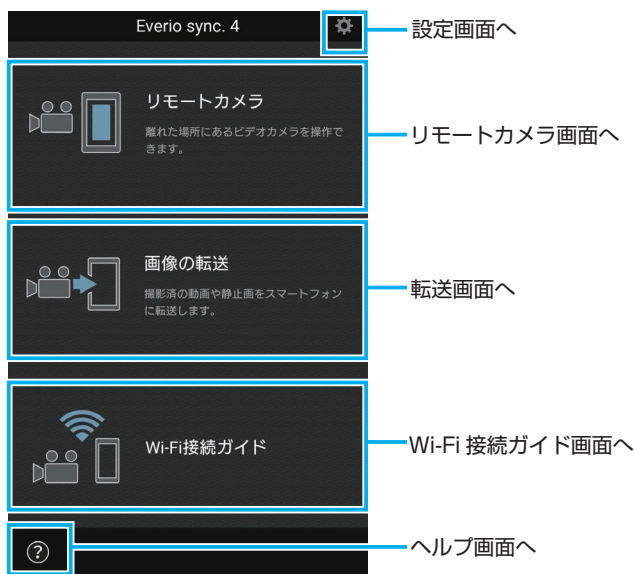 Everio sync. 4
設定画面へ
リモートカメラ
離れた場所にあるビデオカメラを操作で
きます。
リモートカメラ画面へ
画像の転送
撮影済の動画や静止画をスマートフォン
に転送します。
転送画面へ
Wi-Fi接続ガイド
Wi-Fi 接続ガイド画面へ
?
ヘルプ画面へ